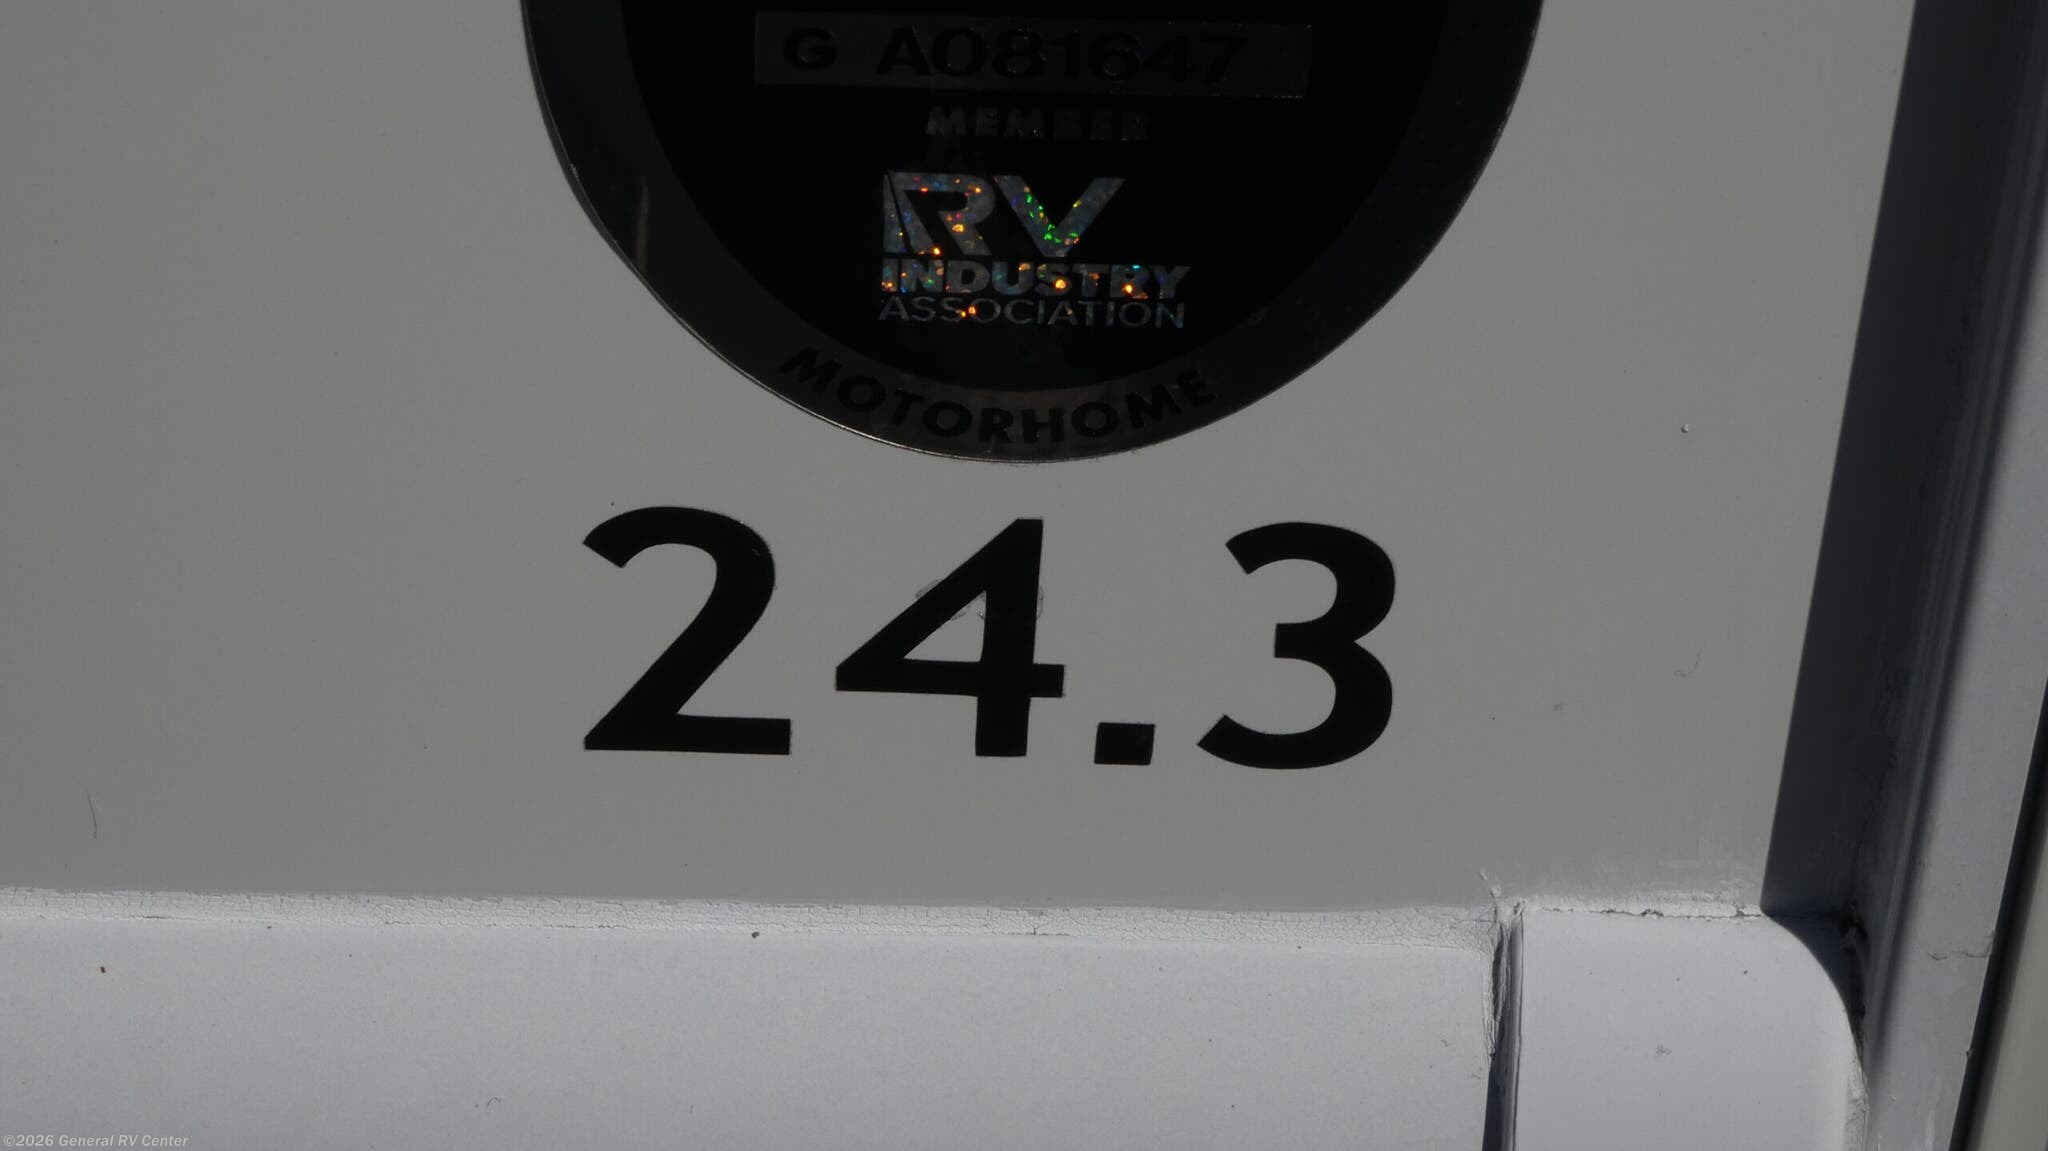 G A081647
MEMBER
RV
INDUSTRY
ASSOCIATION
MOTORHOME
24.3
©2026 General RV Center